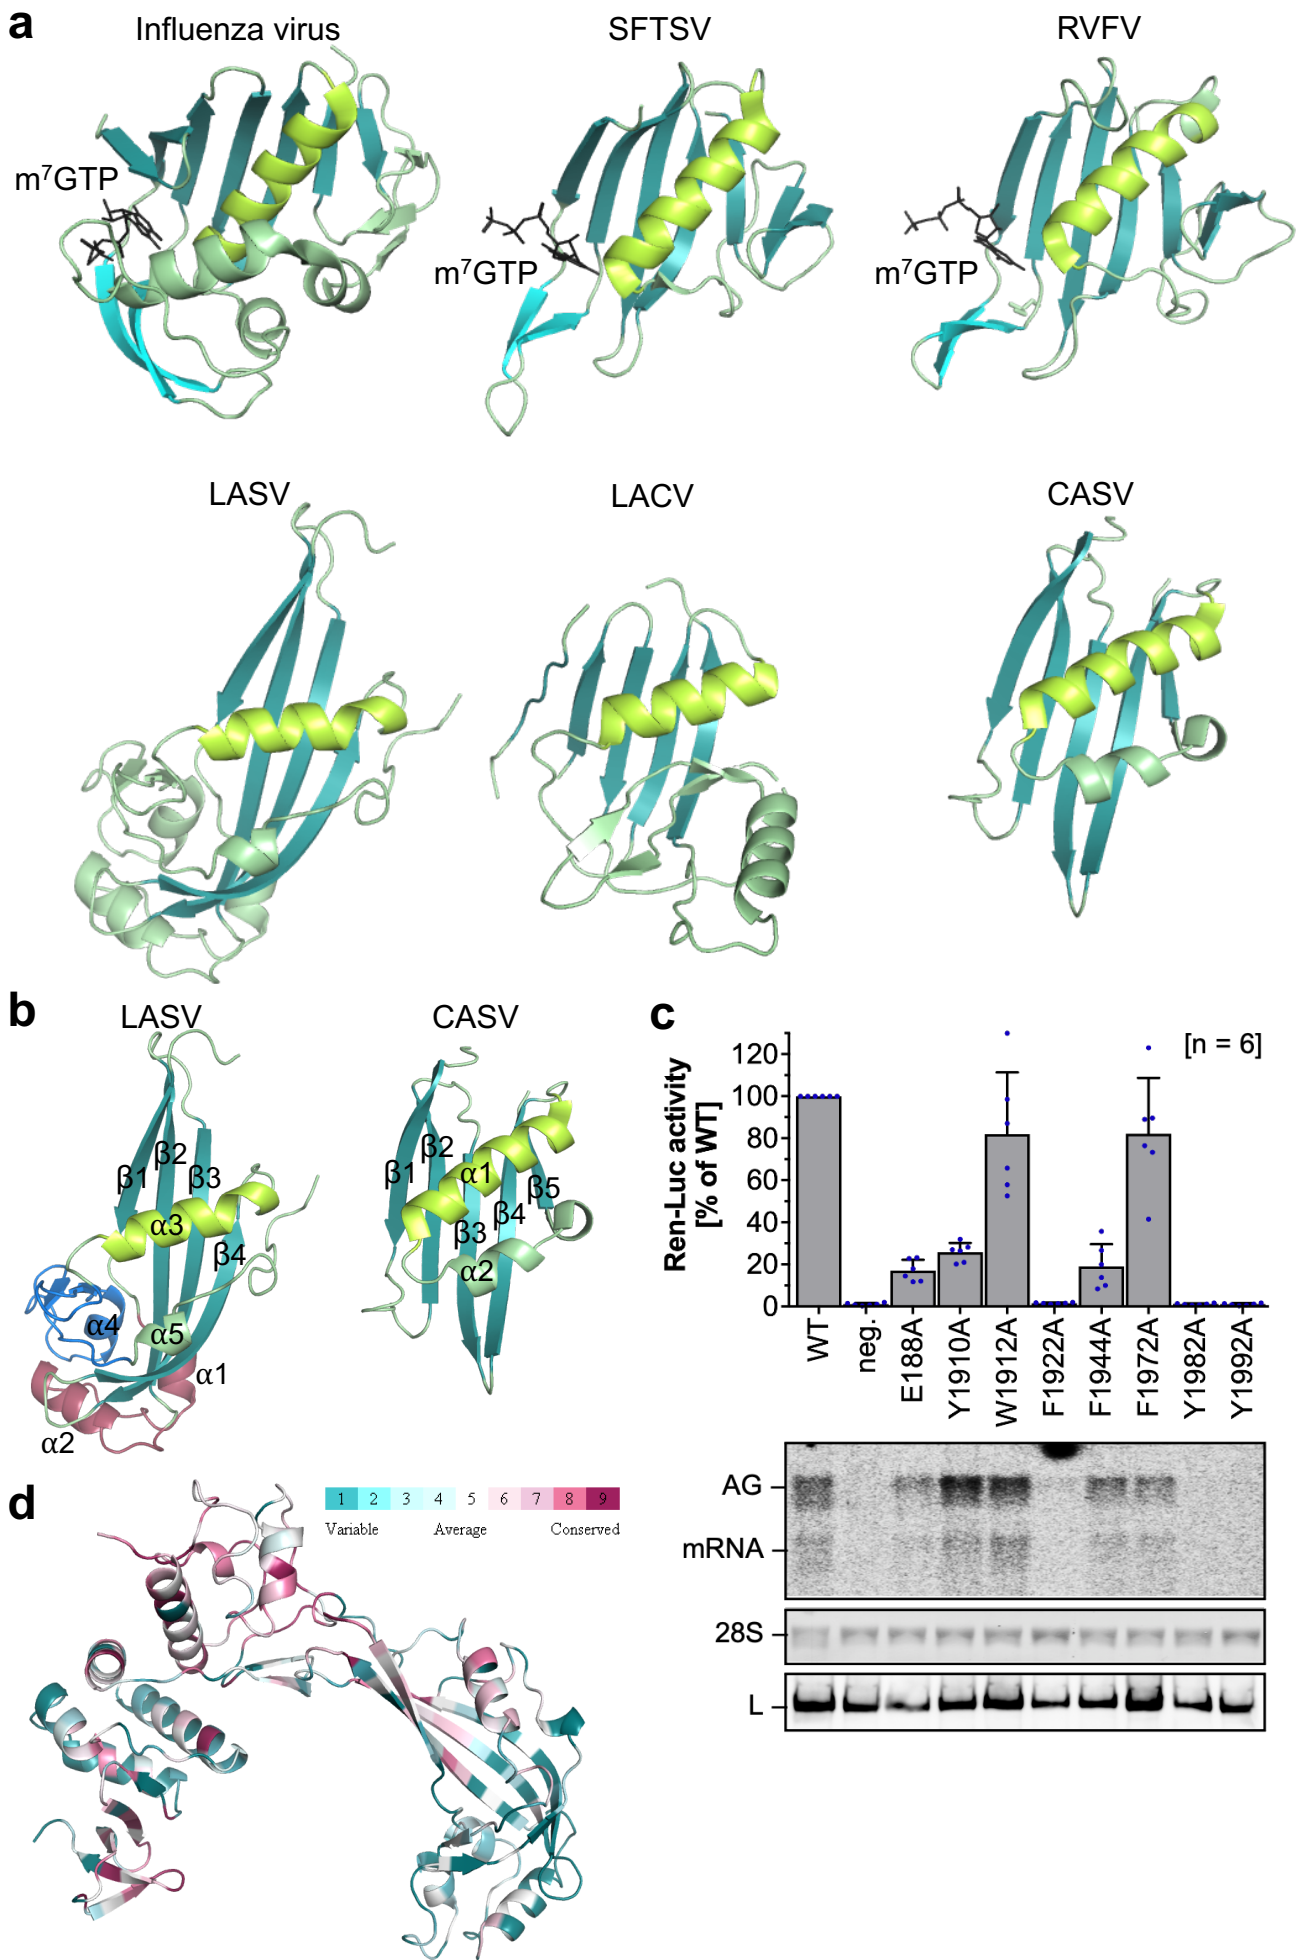 a
Influenza virus
SFTSV
RVFV
m⁷GTP
m⁷GTP
m⁷GTP
LASV
LACV
CASV
b
LASV
CASV
β1
β2
β3
α3
β4
α4
α5
α1
α2
β1
β2
α1
β5
β3
β4
α2
c
[n = 6]
Ren-Luc activity
[% of WT]
120
100
80
60
40
20
0
WT
neg.
E188A
Y1910A
W1912A
F1922A
F1944A
F1972A
Y1982A
Y1992A
AG
mRNA
28S
L
d
1 2 3 4 5 6 7 8 9
Variable Average Conserved